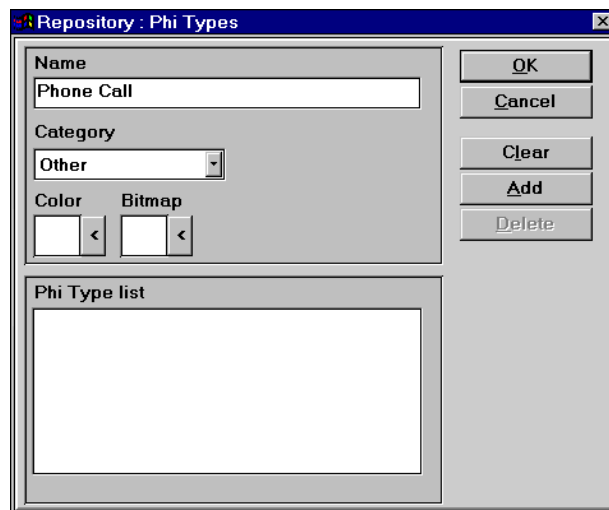 Repository : Phi Types
Name
Phone Call
Category
Other
Color Bitmap
< <
Phi Type list
OK
Cancel
Clear
Add
Delete